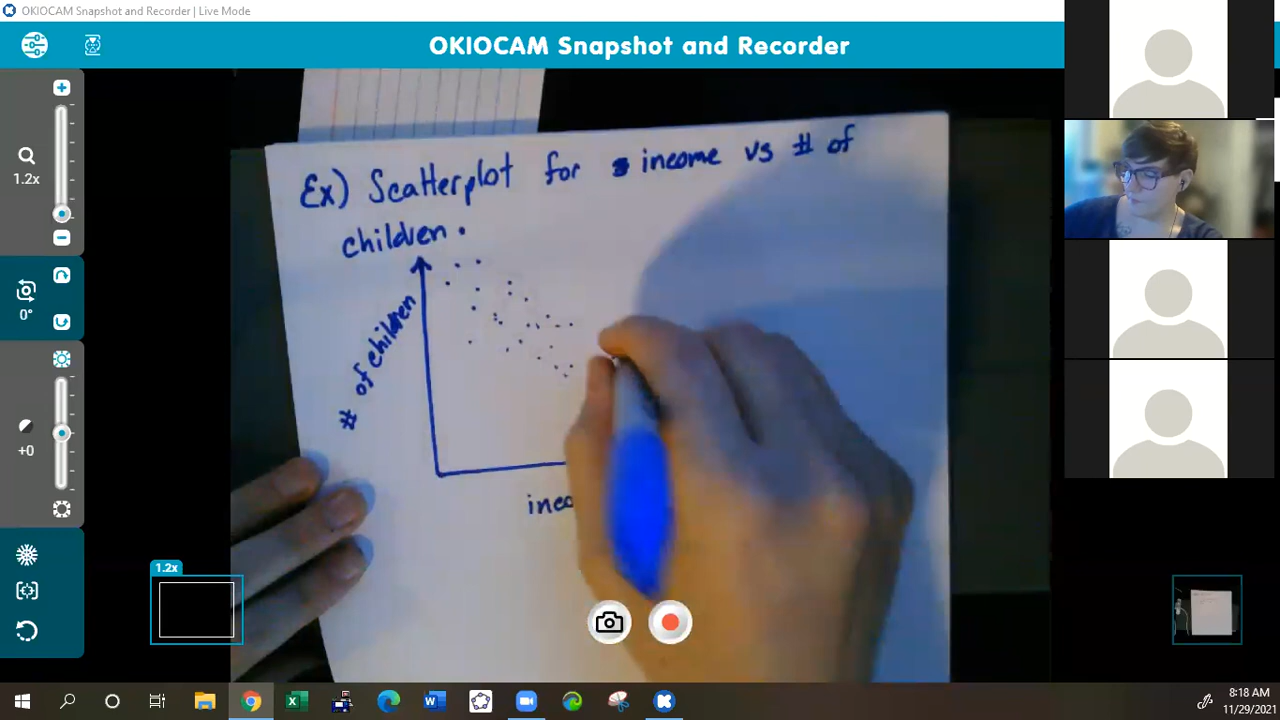 OKIOCAM Snapshot and Recorder | Live Mode
OKIOCAM Snapshot and Recorder
1.2x
0°
+0
Ex) Scatterplot for income vs # of
children.
# of children
1.2x
8:18 AM
11/29/2021